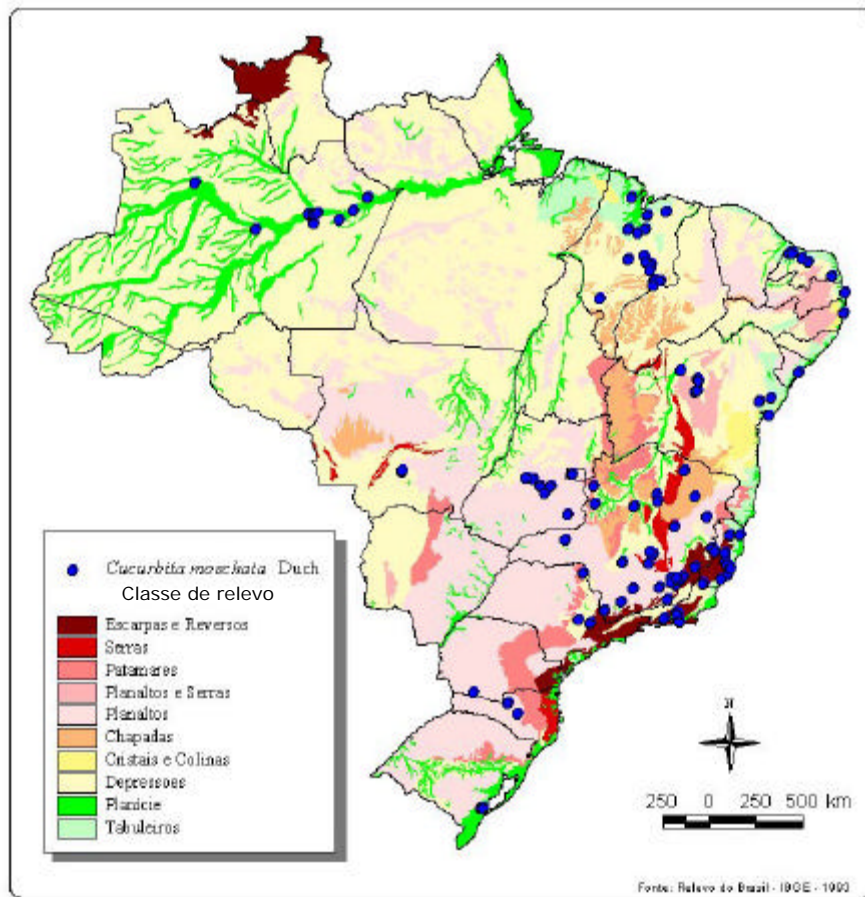 Cucurbita moschata Duch
Classe de relevo
Escarpas e Reversos
Serras
Patamares
Planaltos e Serras
Planaltos
Chapadas
Cristais e Colinas
Depressoes
Planície
Tabuleiros
N
250 0 250 500 km
Fonte: Relevo do Brasil - IBGE - 1993